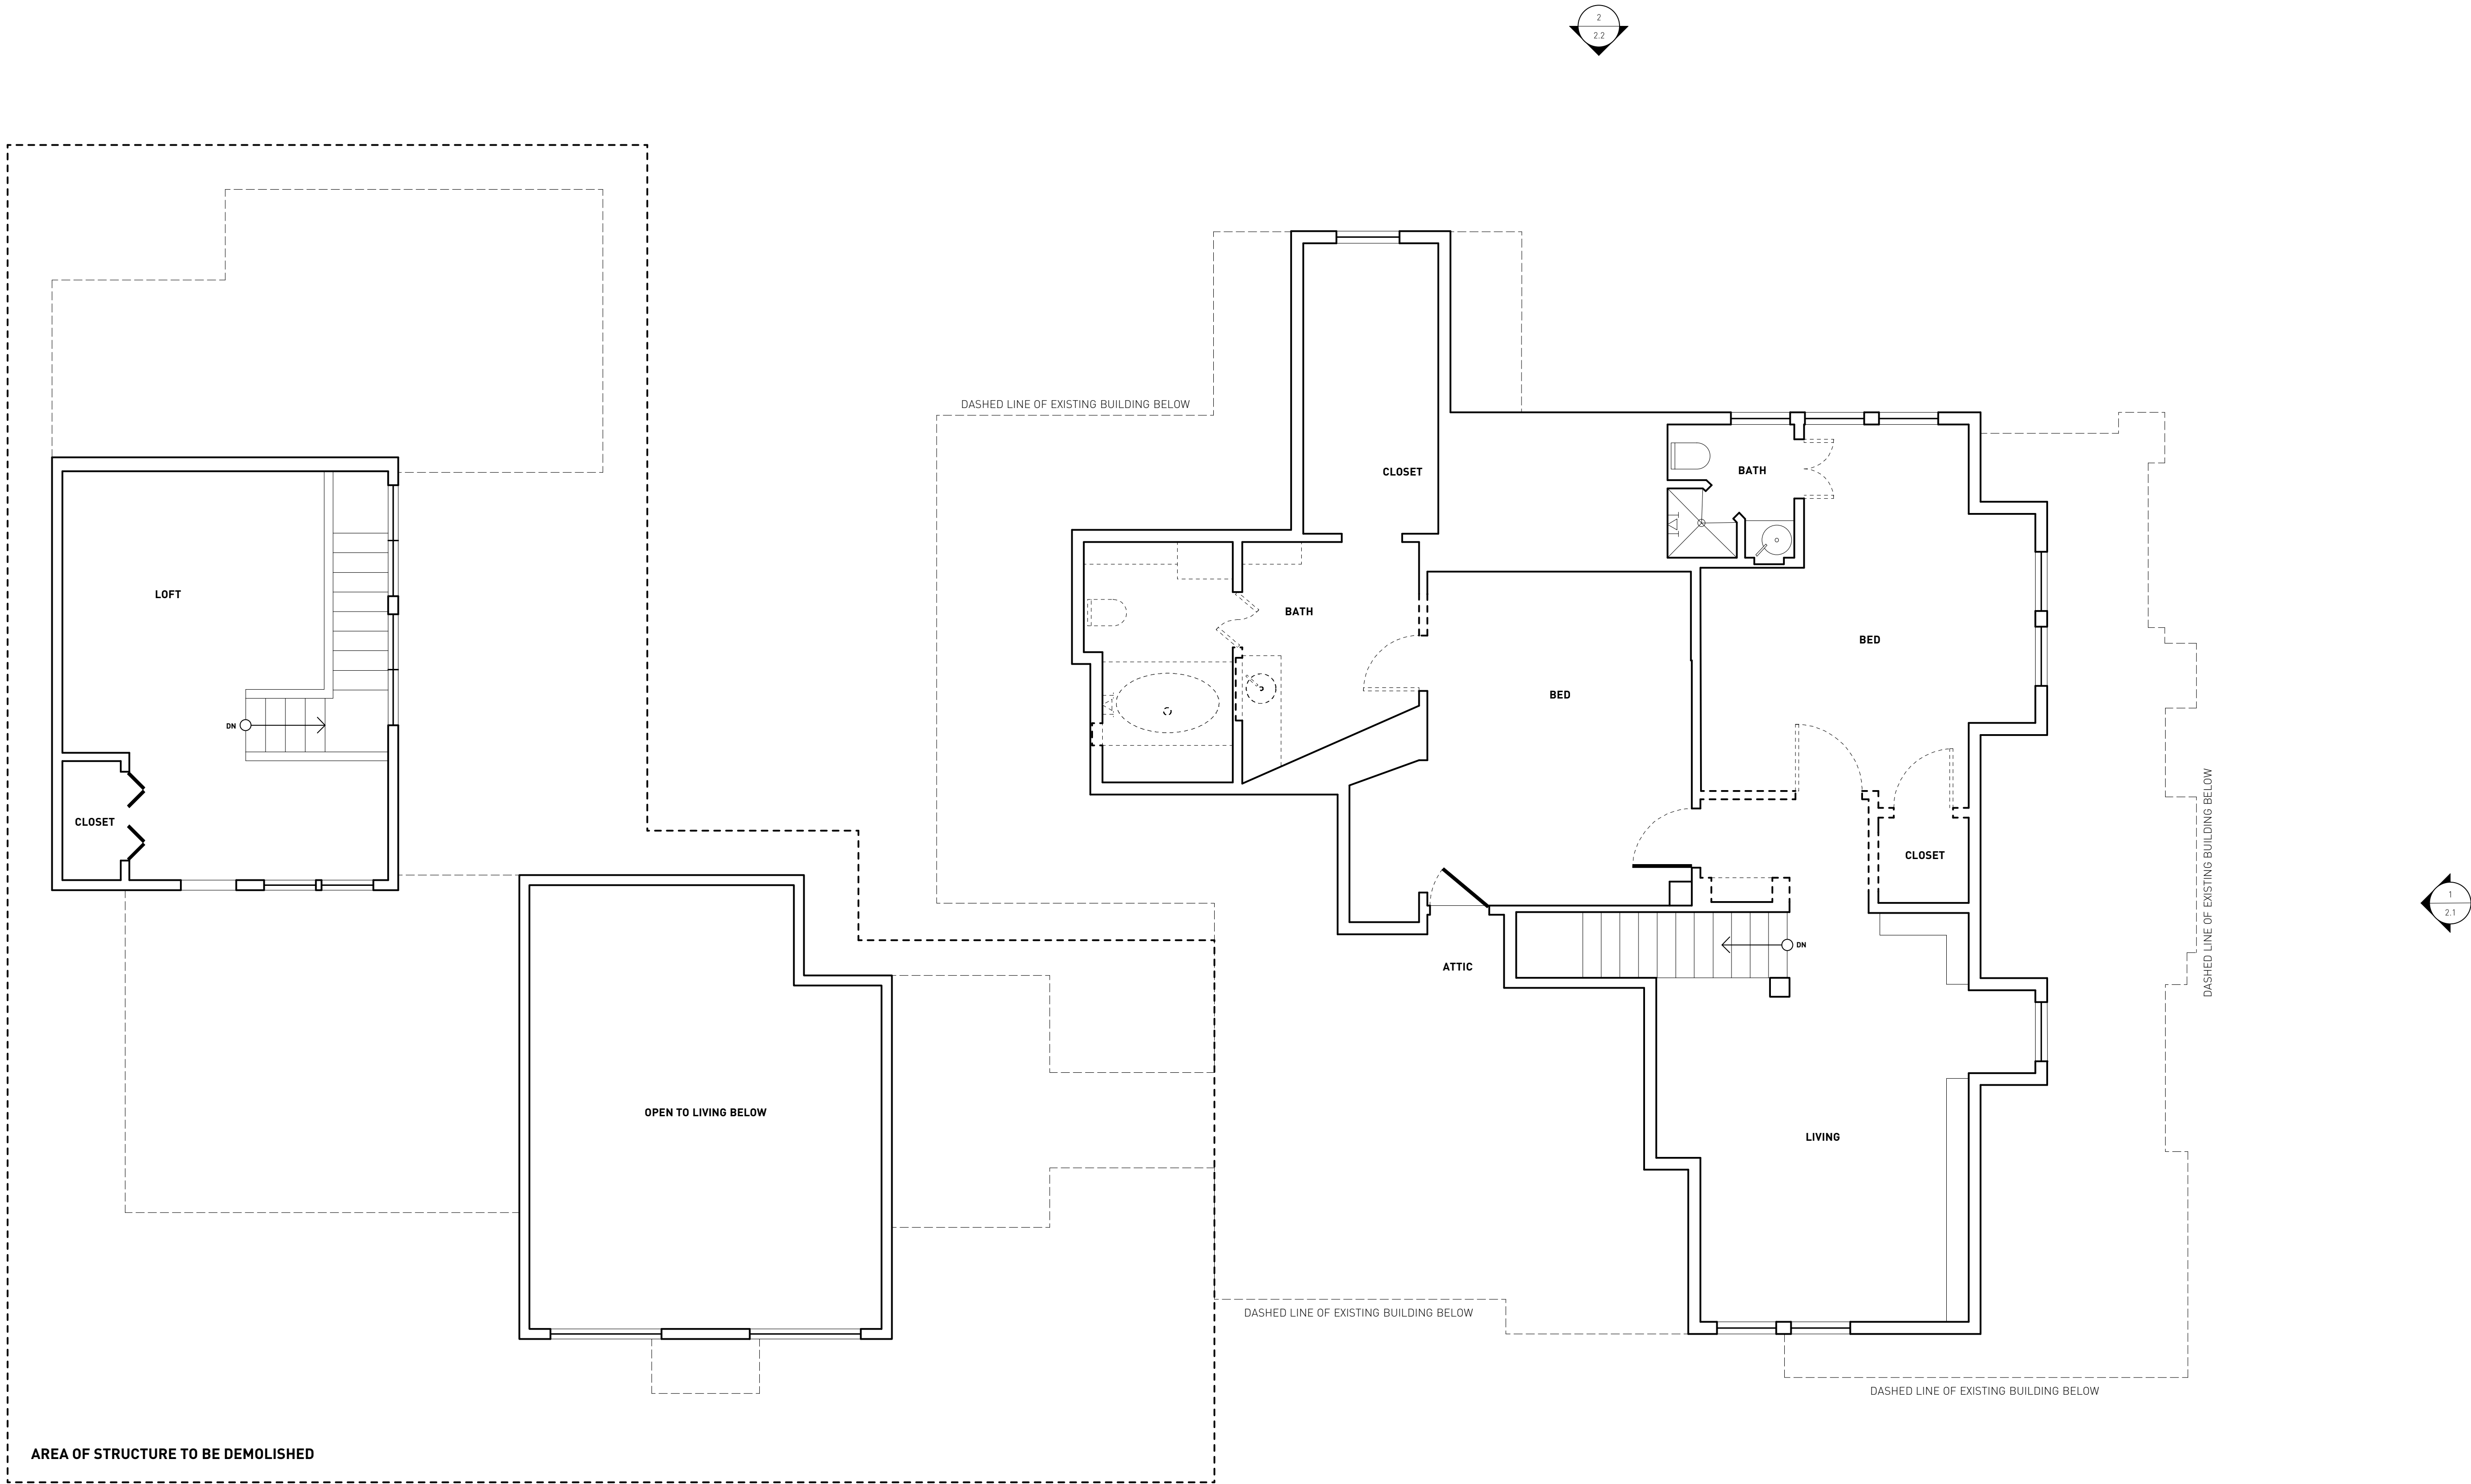 2
2.2
DASHED LINE OF EXISTING BUILDING BELOW
CLOSET
BATH
LOFT
BATH
BED
BED
DN
CLOSET
CLOSET
DASHED LINE OF EXISTING BUILDING BELOW
1
2.1
DN
ATTIC
OPEN TO LIVING BELOW
LIVING
DASHED LINE OF EXISTING BUILDING BELOW
DASHED LINE OF EXISTING BUILDING BELOW
AREA OF STRUCTURE TO BE DEMOLISHED